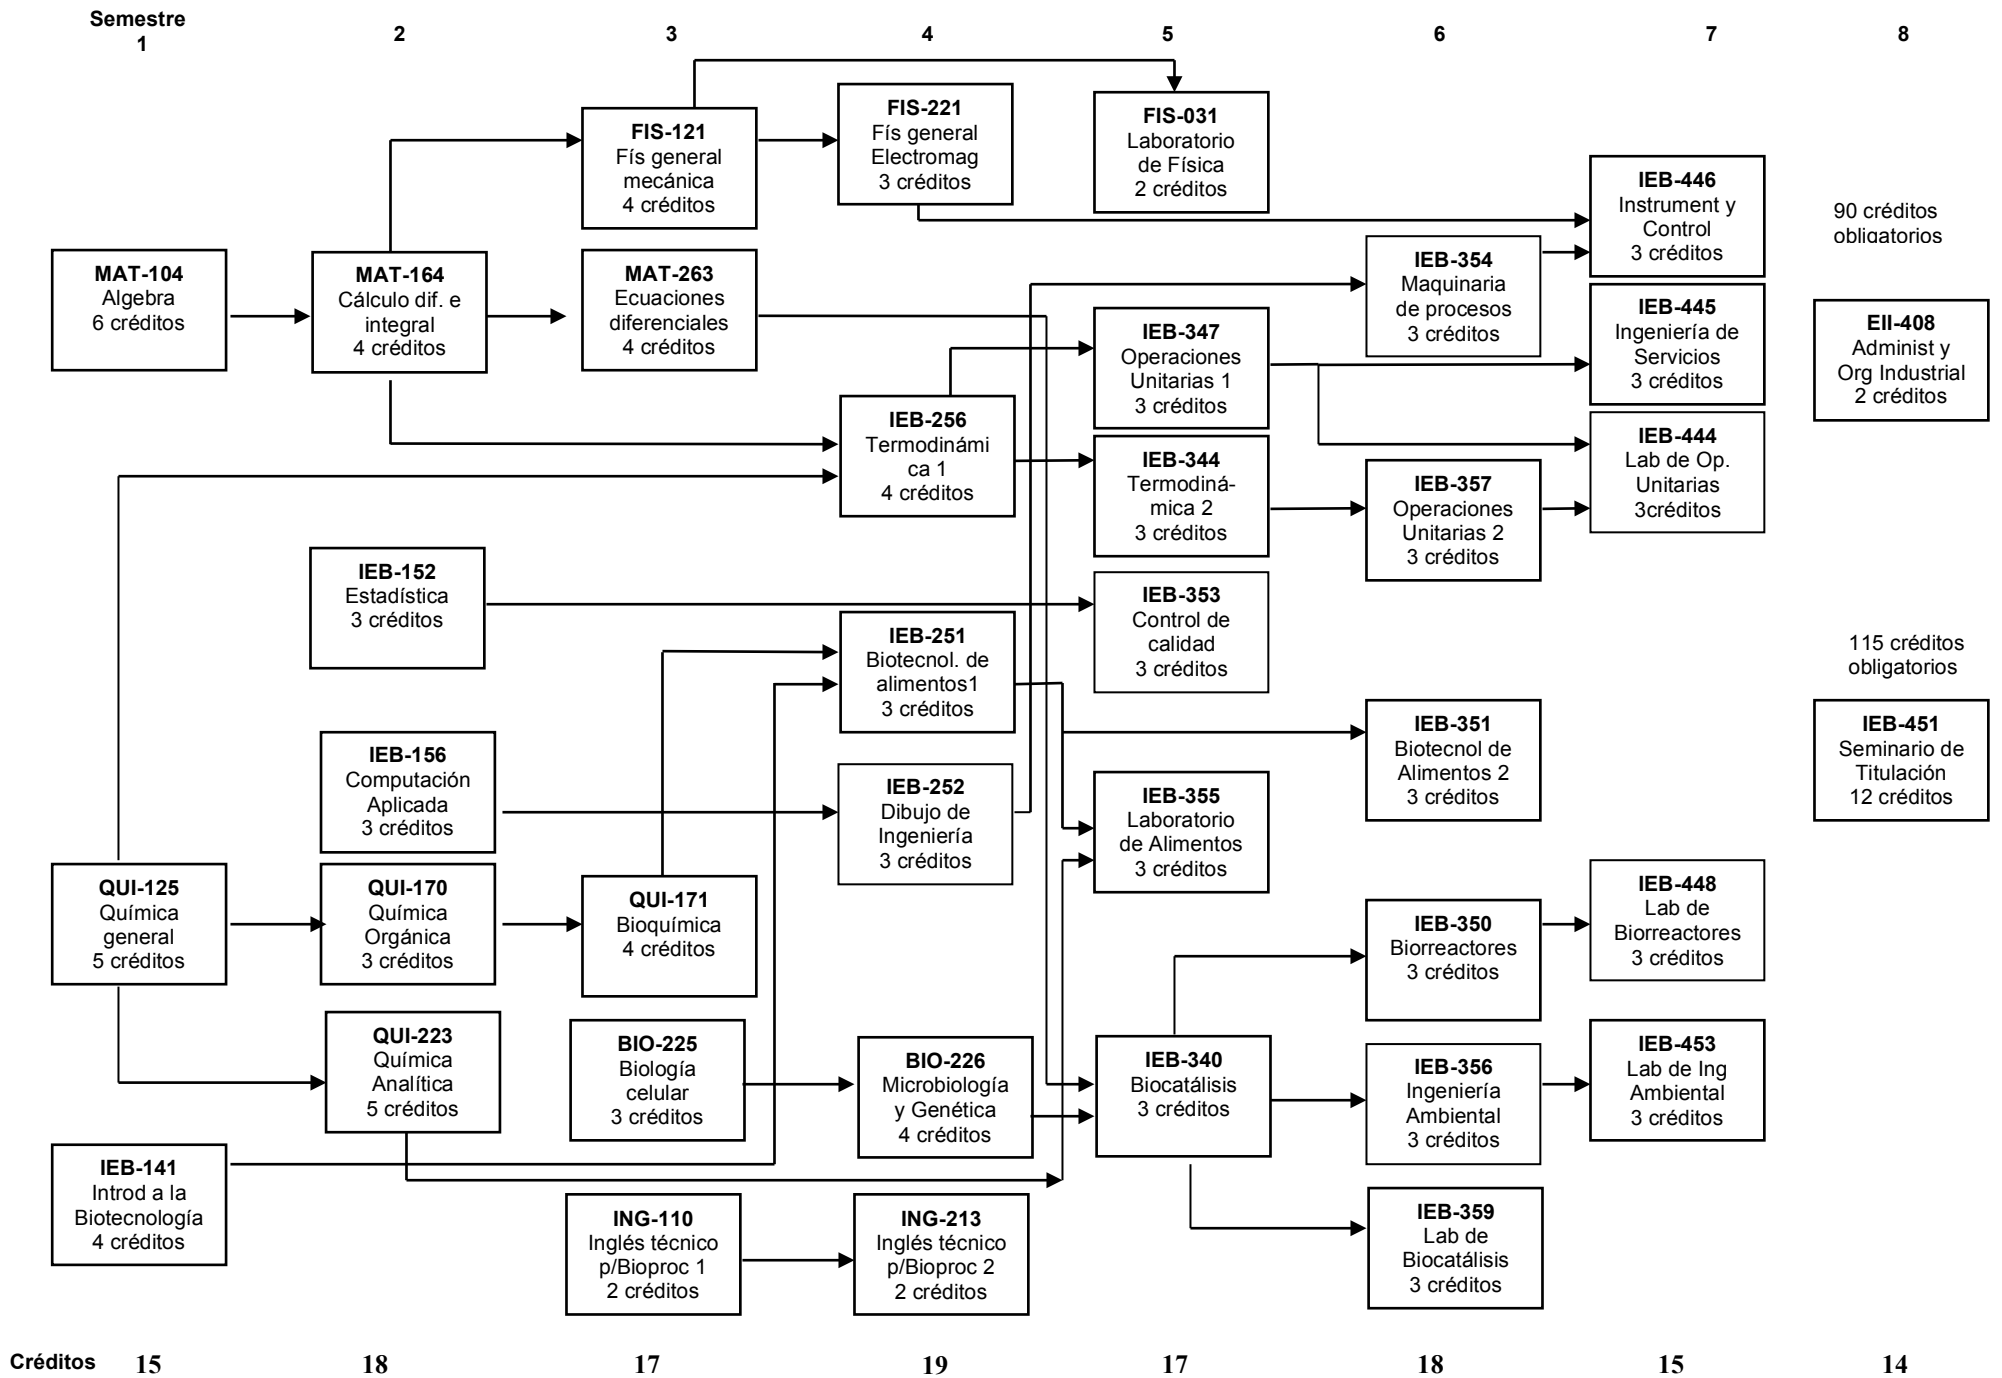 Semestre
1
2
3
4
5
6
7
8
MAT-104
Algebra
6 créditos
QUI-125
Química
general
5 créditos
IEB-141
Introd a la
Biotecnología
4 créditos
MAT-164
Cálculo dif. e
integral
4 créditos
IEB-152
Estadística
3 créditos
IEB-156
Computación
Aplicada
3 créditos
QUI-170
Química
Orgánica
3 créditos
QUI-223
Química
Analítica
5 créditos
FIS-121
Fís general
mecánica
4 créditos
MAT-263
Ecuaciones
diferenciales
4 créditos
QUI-171
Bioquímica
4 créditos
BIO-225
Biología
celular
3 créditos
ING-110
Inglés técnico
p/Bioproc 1
2 créditos
FIS-221
Fís general
Electromag
3 créditos
IEB-256
Termodinámi
ca 1
4 créditos
IEB-251
Biotecnol. de
alimentos1
3 créditos
IEB-252
Dibujo de
Ingeniería
3 créditos
BIO-226
Microbiología
y Genética
4 créditos
ING-213
Inglés técnico
p/Bioproc 2
2 créditos
FIS-031
Laboratorio
de Física
2 créditos
IEB-347
Operaciones
Unitarias 1
3 créditos
IEB-344
Termodiná-
mica 2
3 créditos
IEB-353
Control de
calidad
3 créditos
IEB-355
Laboratorio
de Alimentos
3 créditos
IEB-340
Biocatálisis
3 créditos
IEB-354
Maquinaria
de procesos
3 créditos
IEB-357
Operaciones
Unitarias 2
3 créditos
IEB-351
Biotecnol de
Alimentos 2
3 créditos
IEB-350
Biorreactores
3 créditos
IEB-356
Ingeniería
Ambiental
3 créditos
IEB-359
Lab de
Biocatálisis
3 créditos
IEB-446
Instrument y
Control
3 créditos
IEB-445
Ingeniería de
Servicios
3 créditos
IEB-444
Lab de Op.
Unitarias
3créditos
IEB-448
Lab de
Biorreactores
3 créditos
IEB-453
Lab de Ing
Ambiental
3 créditos
90 créditos
obligatorios
EII-408
Administ y
Org Industrial
2 créditos
115 créditos
obligatorios
IEB-451
Seminario de
Titulación
12 créditos
Créditos 15 18 17 19 17 18 15 14